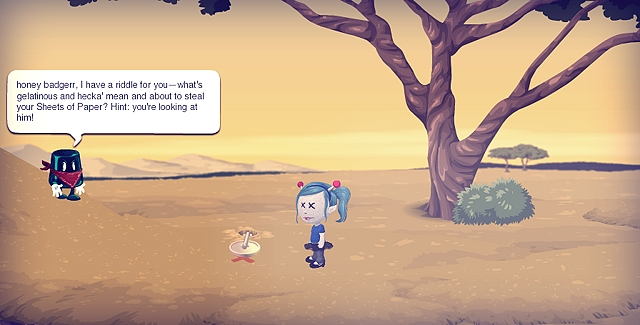 honey badgerr, I have a riddle for you—what's
gelatinous and hecka' mean and about to steal
your Sheets of Paper? Hint: you're looking at
him!